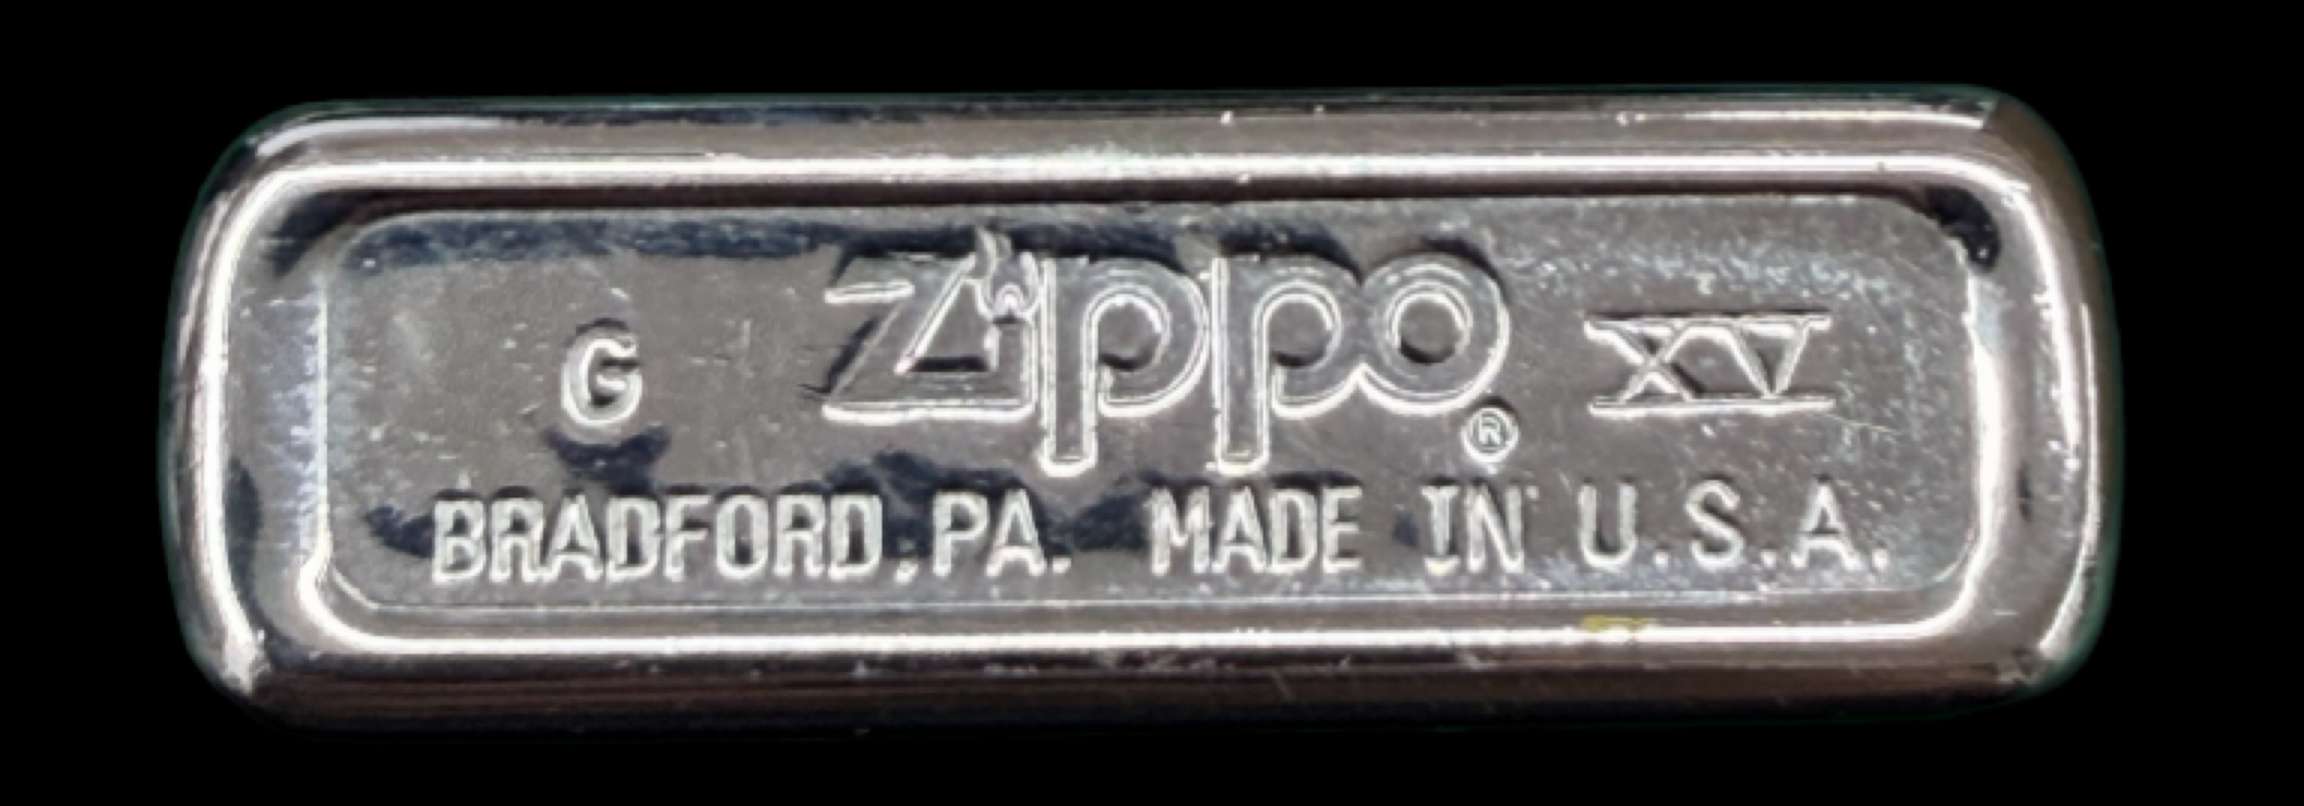 G Zippo® XV
BRADFORD, PA. MADE IN U.S.A.